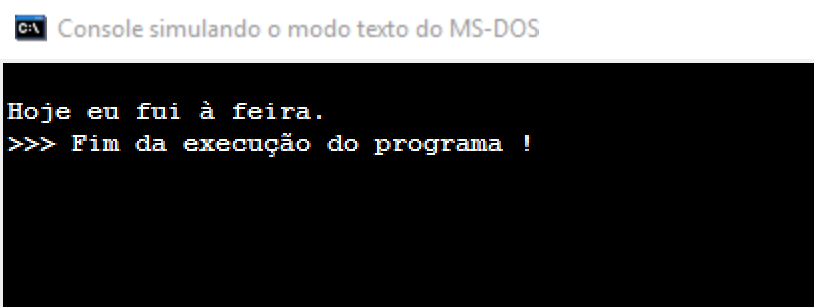 Console simulando o modo texto do MS-DOS
Hoje eu fui à feira.
>>> Fim da execução do programa !